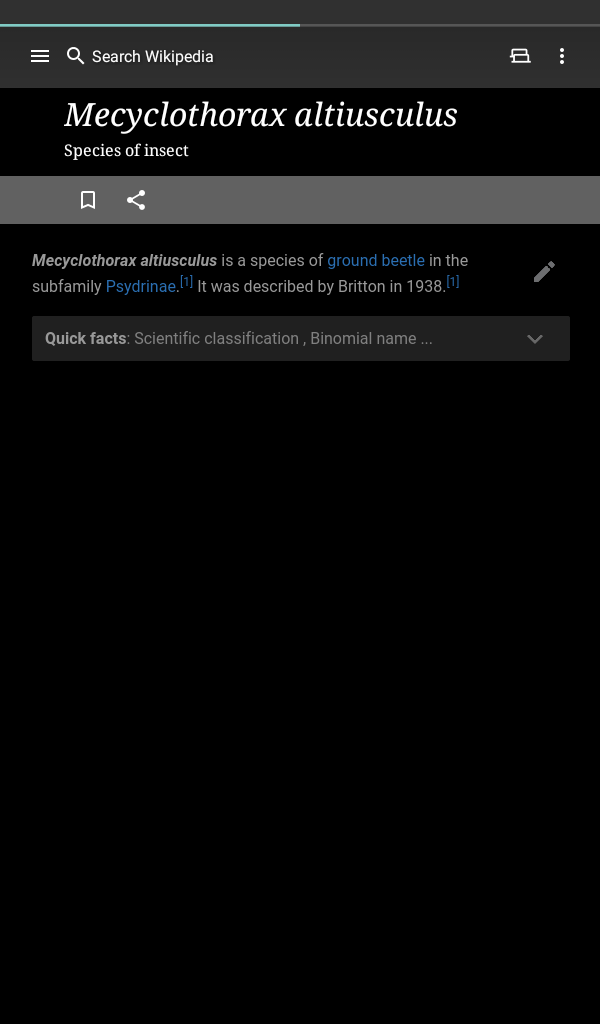 Search Wikipedia
Mecyclothorax altiusculus
Species of insect
Mecyclothorax altiusculus is a species of ground beetle in the
subfamily Psydrinae.[1] It was described by Britton in 1938.[1]
Quick facts: Scientific classification , Binomial name ...